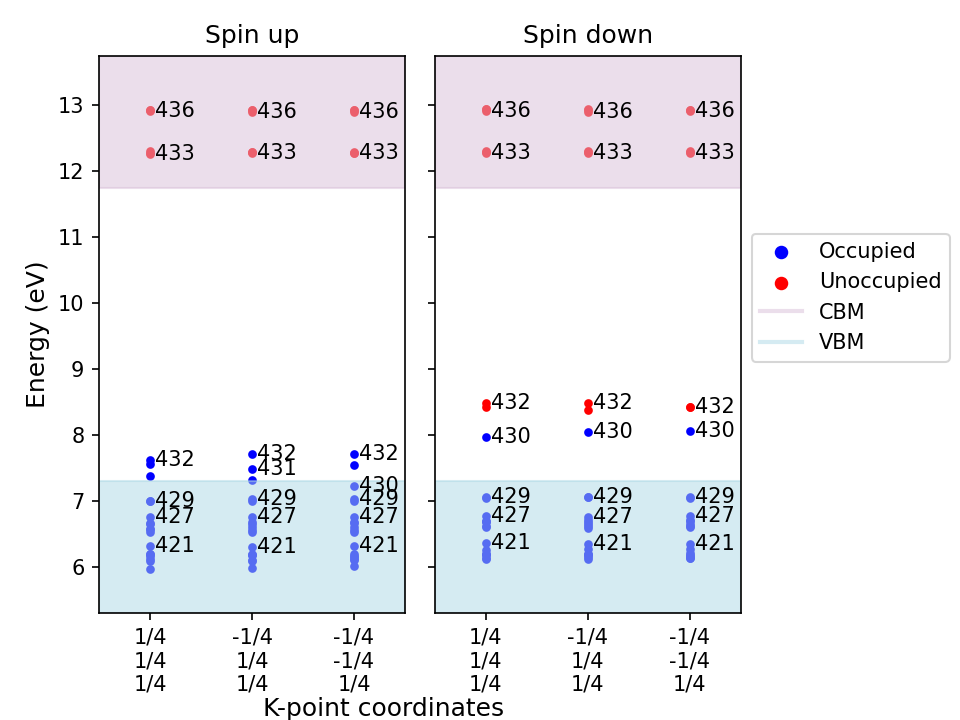 Spin up
Spin down
Energy (eV)
13
12
11
10
9
8
7
6
436 436 436
433 433 433
432 432 432
431
430
429 429 429
427 427 427
421 421 421
436 436 436
433 433 433
432 432 432
430 430 430
429 429 429
427 427 427
421 421 421
Occupied
Unoccupied
CBM
VBM
1/4 -1/4 -1/4 1/4 -1/4 -1/4
1/4 1/4 -1/4 1/4 1/4 -1/4
1/4 1/4 1/4 1/4 1/4 1/4
K-point coordinates